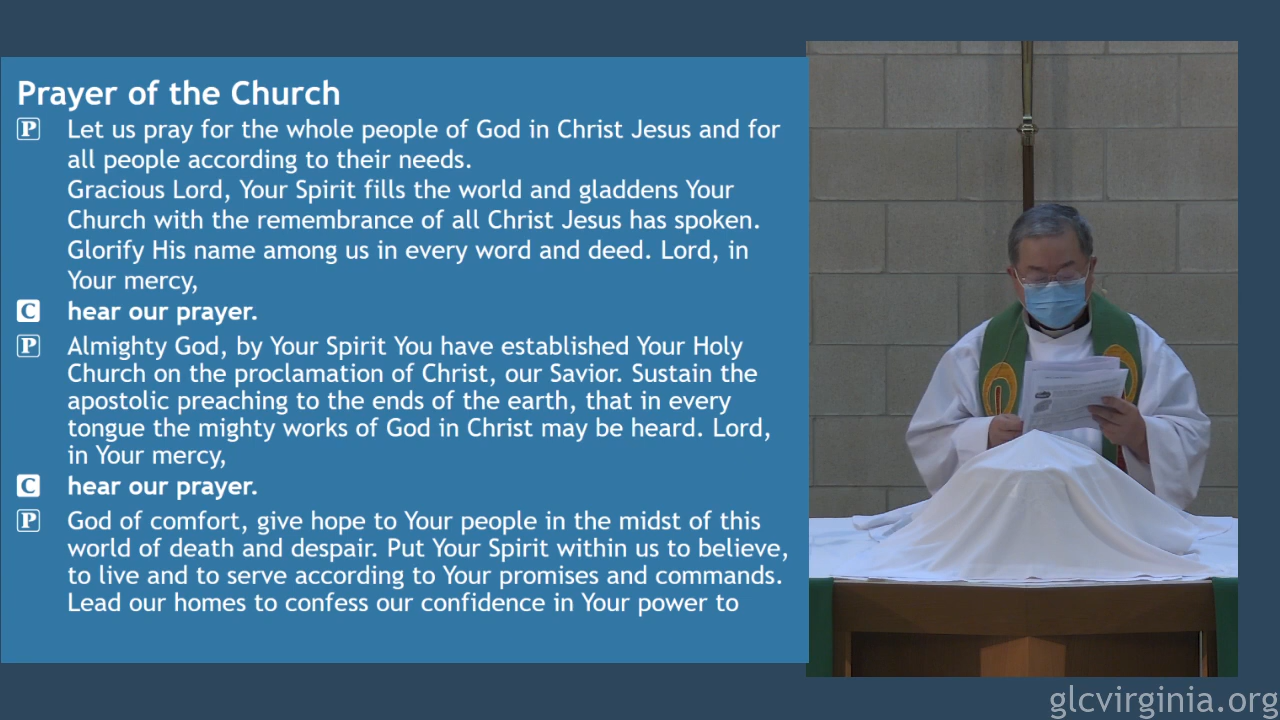 Prayer of the Church
P Let us pray for the whole people of God in Christ Jesus and for
all people according to their needs.
Gracious Lord, Your Spirit fills the world and gladdens Your
Church with the remembrance of all Christ Jesus has spoken.
Glorify His name among us in every word and deed. Lord, in
Your mercy,
C hear our prayer.
P Almighty God, by Your Spirit You have established Your Holy
Church on the proclamation of Christ, our Savior. Sustain the
apostolic preaching to the ends of the earth, that in every
tongue the mighty works of God in Christ may be heard. Lord,
in Your mercy,
C hear our prayer.
P God of comfort, give hope to Your people in the midst of this
world of death and despair. Put Your Spirit within us to believe,
to live and to serve according to Your promises and commands.
Lead our homes to confess our confidence in Your power to
glcvirginia.org